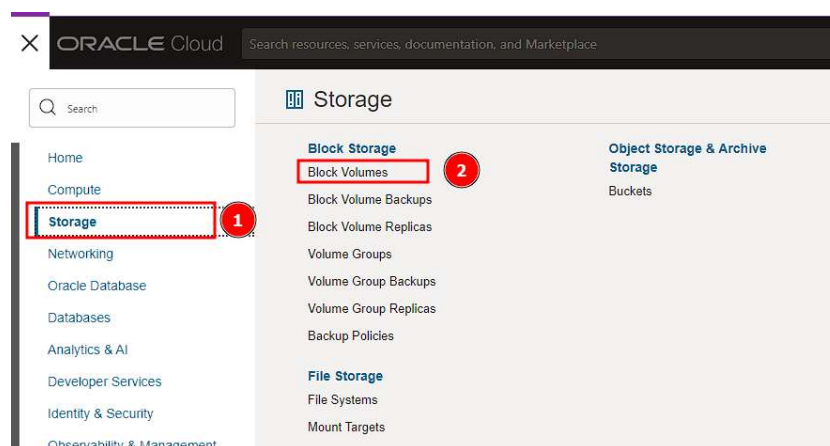 ORACLE Cloud
Search resources, services, documentation, and Marketplace
Search
Home
Compute
Storage
1
Networking
Oracle Database
Databases
Analytics & AI
Developer Services
Identity & Security
Observability & Management
Storage
Block Storage
Block Volumes
2
Block Volume Backups
Block Volume Replicas
Volume Groups
Volume Group Backups
Volume Group Replicas
Backup Policies
File Storage
File Systems
Mount Targets
Object Storage & Archive
Storage
Buckets